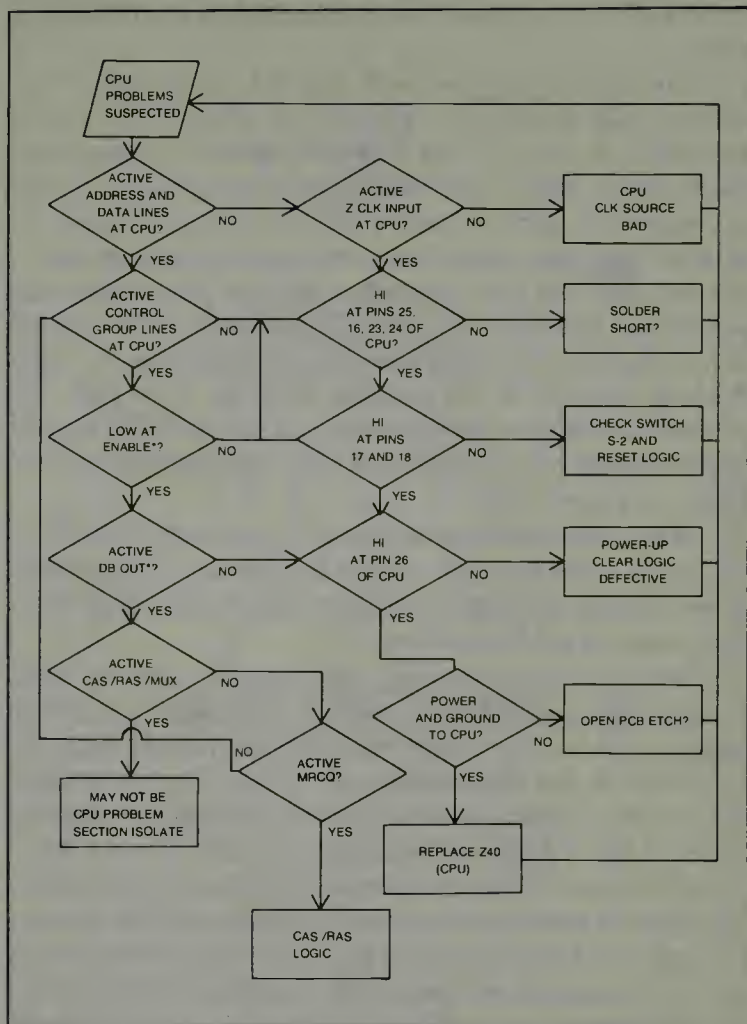 CPU
PROBLEMS
SUSPECTED
ACTIVE
ADDRESS AND
DATA LINES
AT CPU?
NO
YES
ACTIVE
Z CLK INPUT
AT CPU?
NO
YES
CPU
CLK SOURCE
BAD
ACTIVE
CONTROL
GROUP LINES
AT CPU?
NO
YES
HI
AT PINS 25,
16, 23, 24 OF
CPU?
NO
YES
SOLDER
SHORT?
LOW AT
ENABLE*?
NO
YES
HI
AT PINS
17 AND 18
NO
YES
CHECK SWITCH
S-2 AND
RESET LOGIC
ACTIVE
DB OUT*?
NO
YES
HI
AT PIN 26
OF CPU
NO
YES
POWER-UP
CLEAR LOGIC
DEFECTIVE
ACTIVE
CAS /RAS /MUX
NO
YES
POWER
AND GROUND
TO CPU?
NO
YES
OPEN PCB ETCH?
NO
ACTIVE
MRCQ?
YES
MAY NOT BE
CPU PROBLEM
SECTION ISOLATE
REPLACE Z40
(CPU)
CAS /RAS
LOGIC